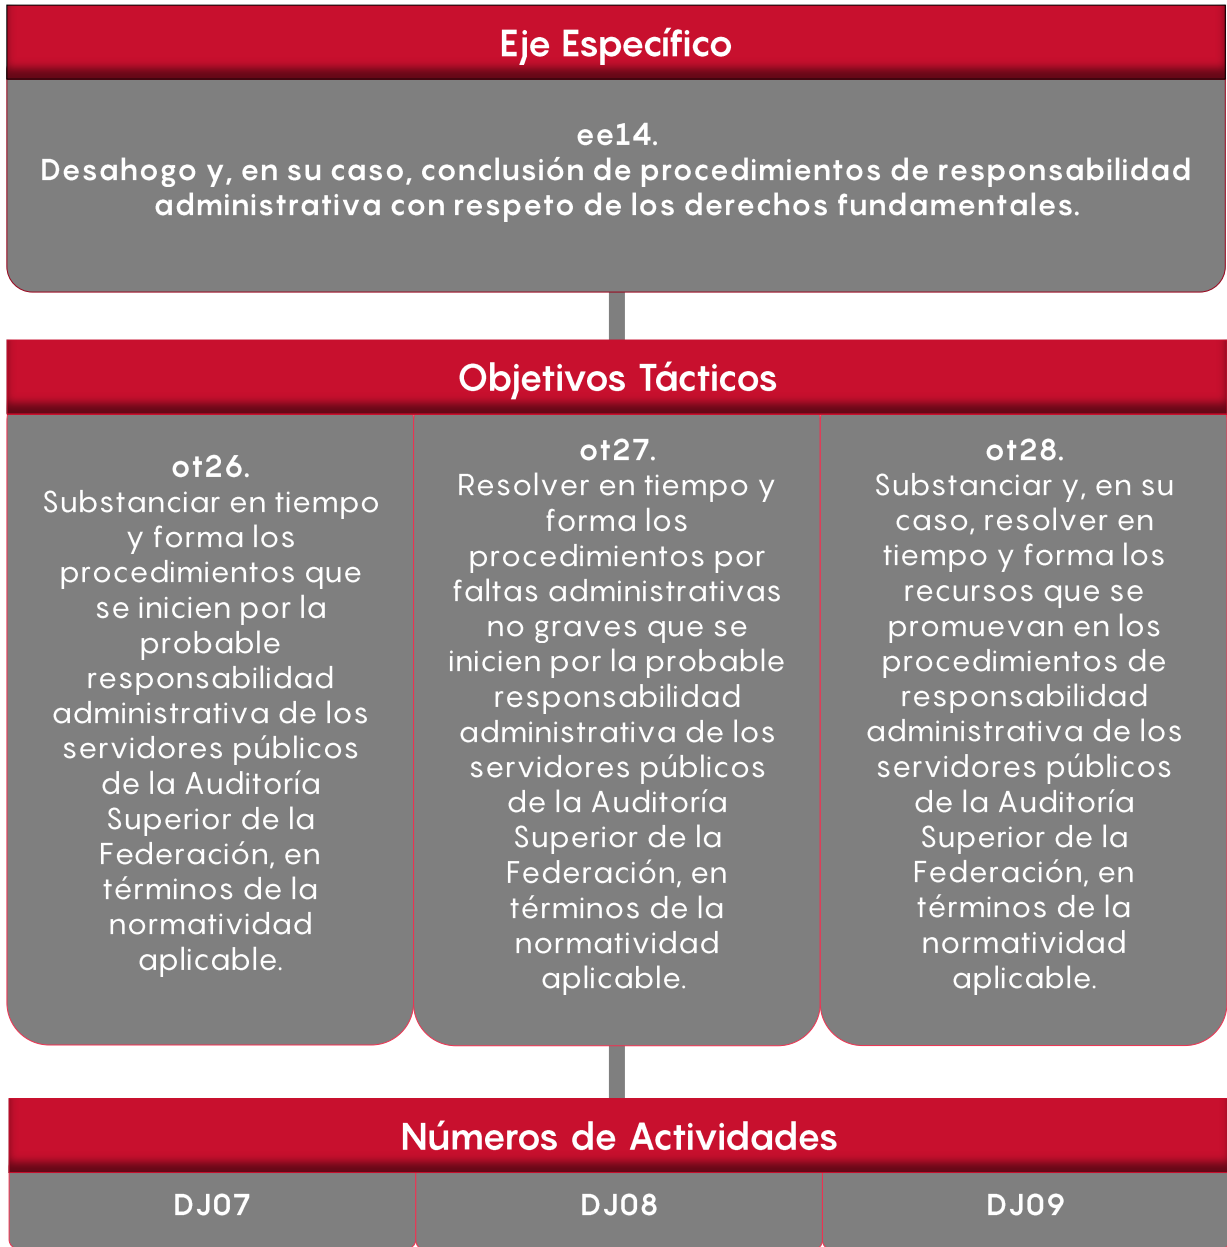 Eje Específico
ee14.
Desahogo y, en su caso, conclusión de procedimientos de responsabilidad
administrativa con respeto de los derechos fundamentales.
Objetivos Tácticos
ot26.
Substanciar en tiempo
y forma los
procedimientos que
se inicien por la
probable
responsabilidad
administrativa de los
servidores públicos
de la Auditoría
Superior de la
Federación, en
términos de la
normatividad
aplicable.
ot27.
Resolver en tiempo y
forma los
procedimientos por
faltas administrativas
no graves que se
inicien por la probable
responsabilidad
administrativa de los
servidores públicos
de la Auditoría
Superior de la
Federación, en
términos de la
normatividad
aplicable.
ot28.
Substanciar y, en su
caso, resolver en
tiempo y forma los
recursos que se
promuevan en los
procedimientos de
responsabilidad
administrativa de los
servidores públicos
de la Auditoría
Superior de la
Federación, en
términos de la
normatividad
aplicable.
Números de Actividades
DJ07
DJ08
DJ09